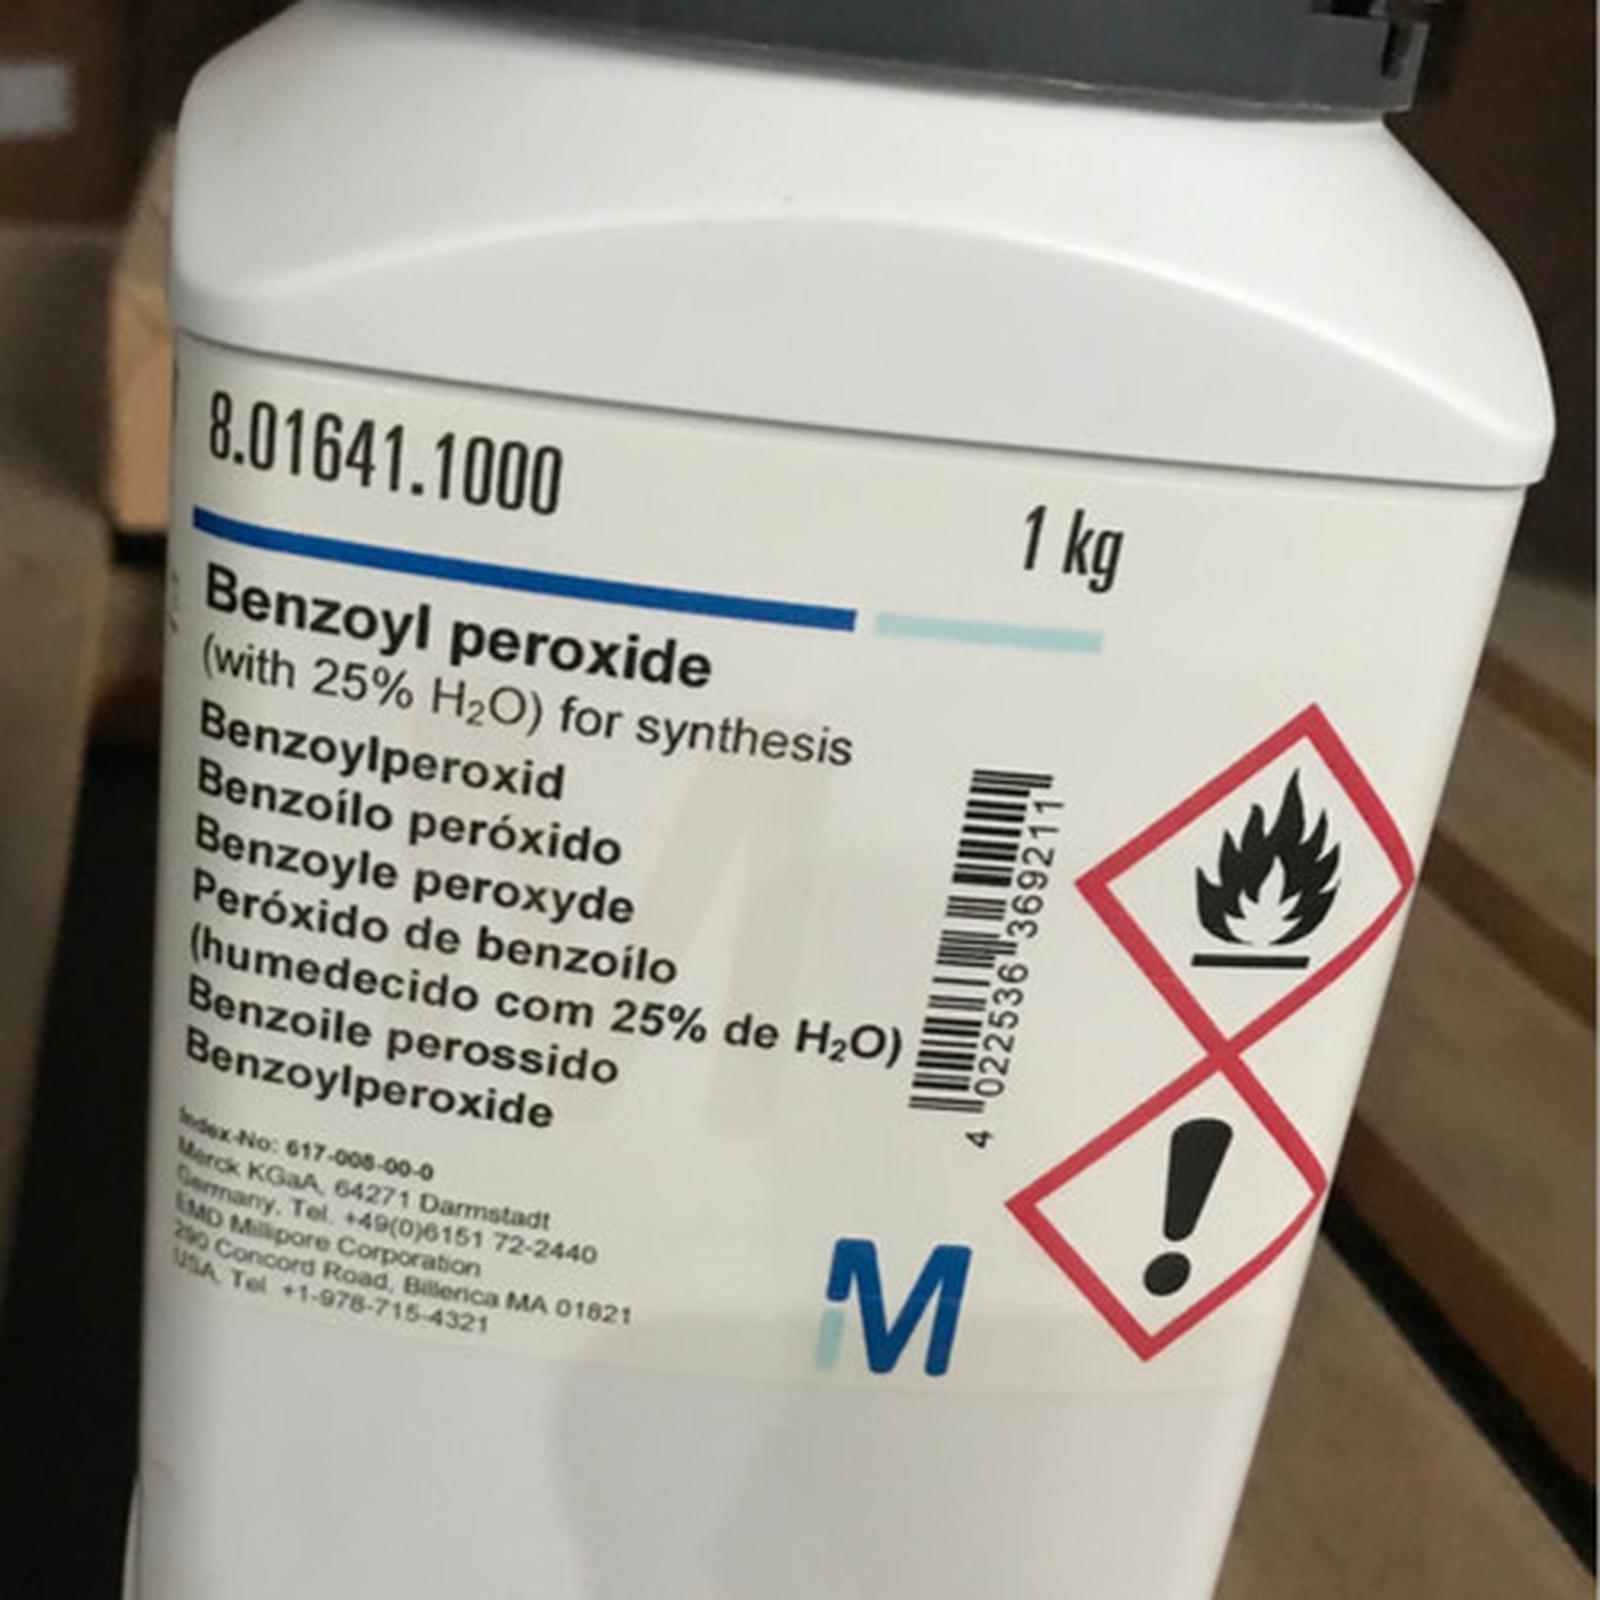 8.01641.1000
1 kg
Benzoyl peroxide
(with 25% H₂O) for synthesis
Benzoylperoxid
Benzoílo peróxido
Benzoyle peroxyde
Peróxido de benzoílo
(humedecido com 25% de H₂O)
Benzoile perossido
Benzoylperoxide
Index-No: 617-008-00-0
Merck KGaA, 64271 Darmstadt
Germany, Tel. +49(0)6151 72-2440
EMD Millipore Corporation
290 Concord Road, Billerica MA 01821
USA, Tel. +1-978-715-4321
4 022536 369211
M